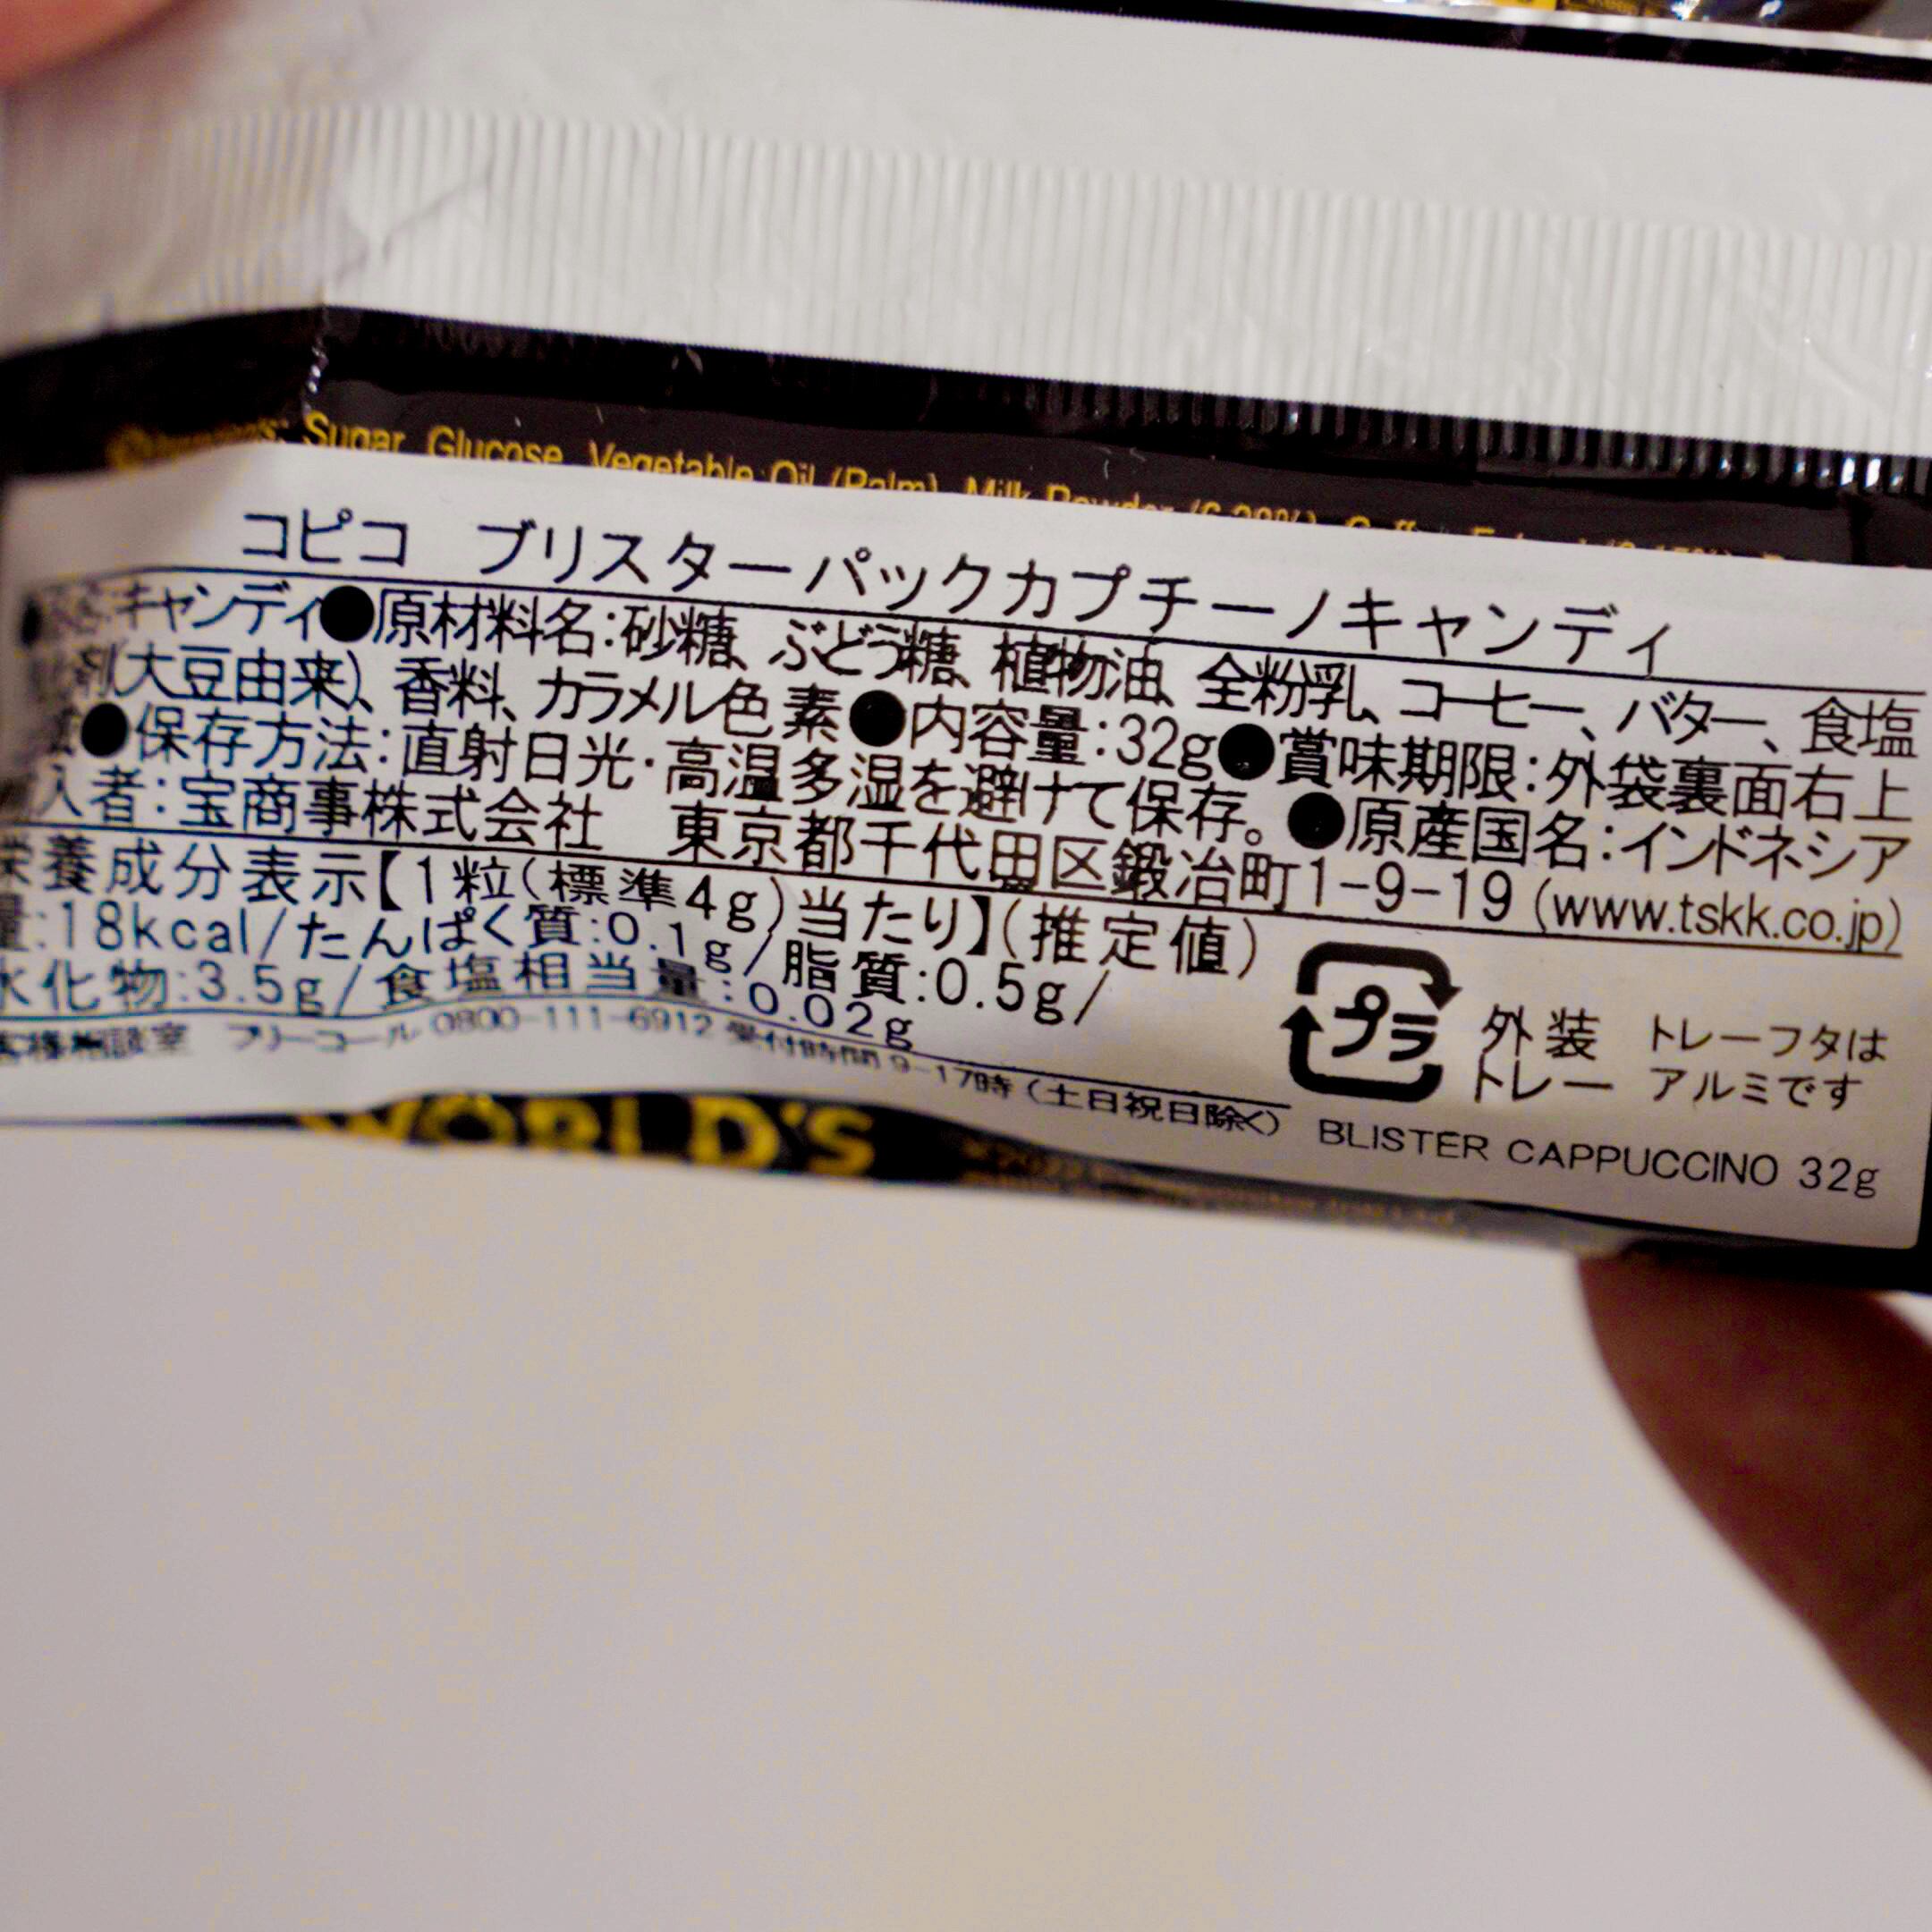 Sugar, Glucose, Vegetable Oil (Palm), Milk Powder
コピコ ブリスターパックカプチーノキャンディ
キャンディ●原材料名:砂糖、ぶどう糖、植物油、全粉乳、コーヒー、バター、食塩
剤(大豆由来)、香料、カラメル色素●内容量:32g●賞味期限:外袋裏面右上
●保存方法:直射日光・高温多湿を避けて保存。●原産国名:インドネシア
入者:宝商事株式会社 東京都千代田区鍛冶町1-9-19(www.tskk.co.jp)
栄養成分表示【1粒(標準4g)当たり】(推定値)
量:18kcal/たんぱく質:0.1g/脂質:0.5g/
水化物:3.5g/食塩相当量:0.02g
プラ
外装 トレーフタは
トレー アルミです
客様相談室 フリーコール 0800-111-6912 受付時間 9-17時(土日祝日除く)
BLISTER CAPPUCCINO 32g
WORLD'S